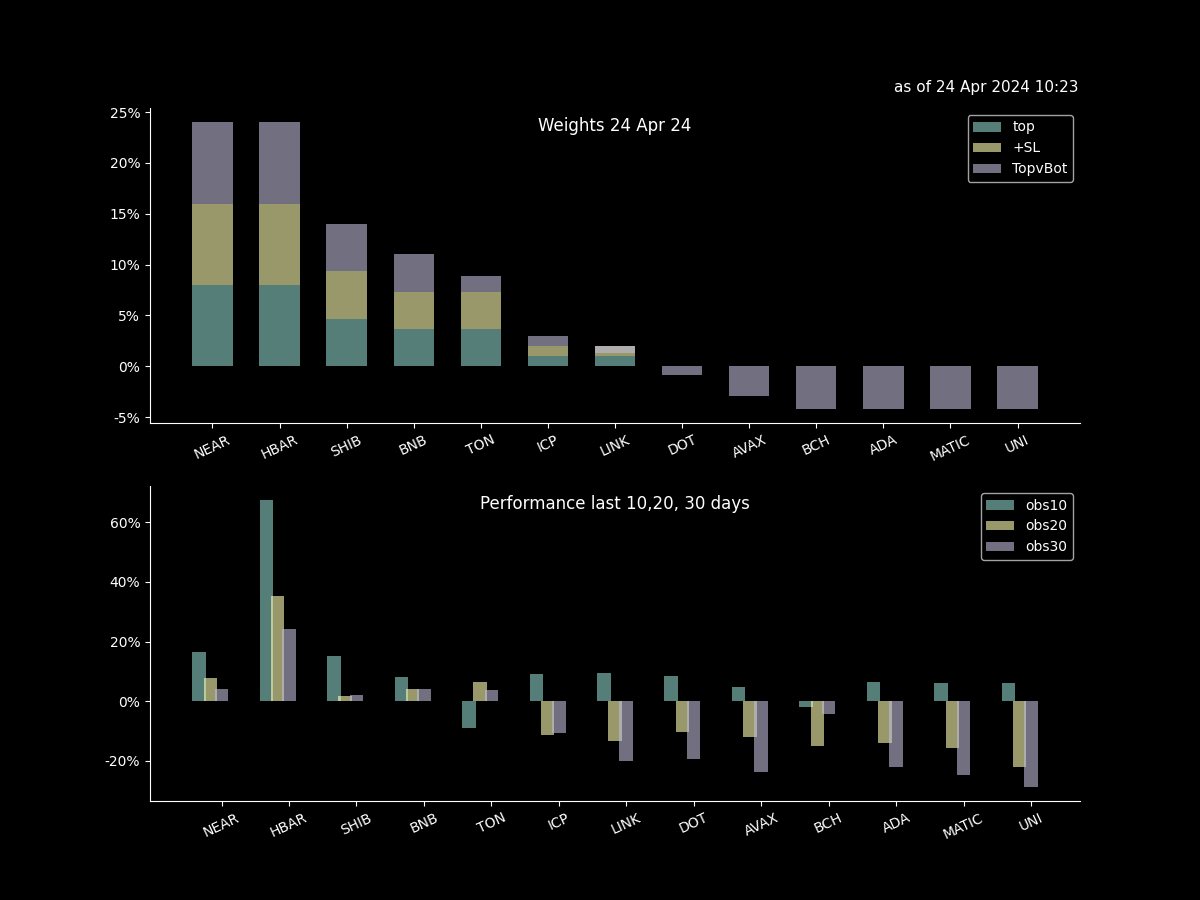 as of 24 Apr 2024 10:23
Weights 24 Apr 24
top
+SL
TopvBot
25%
20%
15%
10%
5%
0%
-5%
NEAR HBAR SHIB BNB TON ICP LINK DOT AVAX BCH ADA MATIC UNI
Performance last 10,20, 30 days
obs10
obs20
obs30
60%
40%
20%
0%
-20%
NEAR HBAR SHIB BNB TON ICP LINK DOT AVAX BCH ADA MATIC UNI